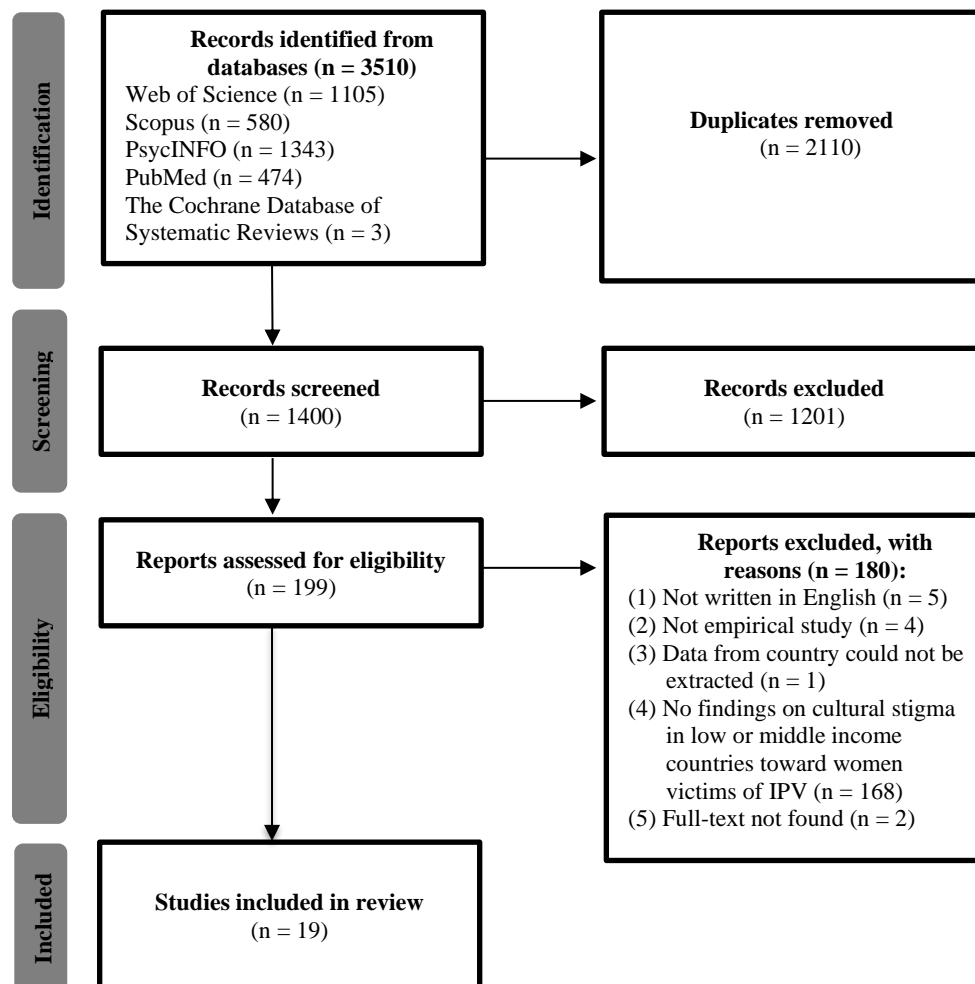 Identification
Records identified from
databases (n = 3510)
Web of Science (n = 1105)
Scopus (n = 580)
PsycINFO (n = 1343)
PubMed (n = 474)
The Cochrane Database of
Systematic Reviews (n = 3)
Duplicates removed
(n = 2110)
Screening
Records screened
(n = 1400)
Records excluded
(n = 1201)
Eligibility
Reports assessed for eligibility
(n = 199)
Reports excluded, with
reasons (n = 180):
(1) Not written in English (n = 5)
(2) Not empirical study (n = 4)
(3) Data from country could not be
extracted (n = 1)
(4) No findings on cultural stigma
in low or middle income
countries toward women
victims of IPV (n = 168)
(5) Full-text not found (n = 2)
Included
Studies included in review
(n = 19)